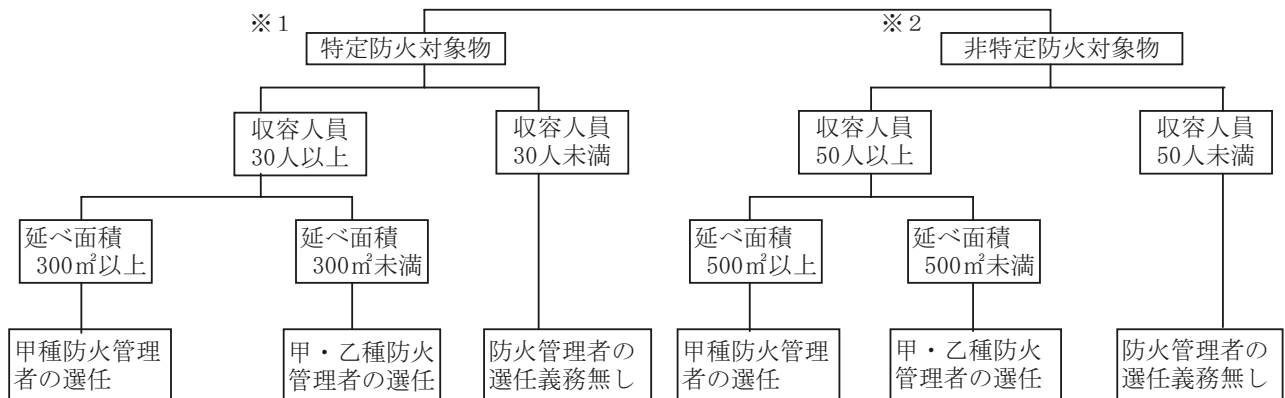 ※１
特定防火対象物
※２
非特定防火対象物
収容人員
30人以上
収容人員
30人未満
収容人員
50人以上
収容人員
50人未満
延べ面積
300㎡以上
延べ面積
300㎡未満
延べ面積
500㎡以上
延べ面積
500㎡未満
甲種防火管理
者の選任
甲・乙種防火
管理者の選任
防火管理者の
選任義務無し
甲種防火管理
者の選任
甲・乙種防火
管理者の選任
防火管理者の
選任義務無し